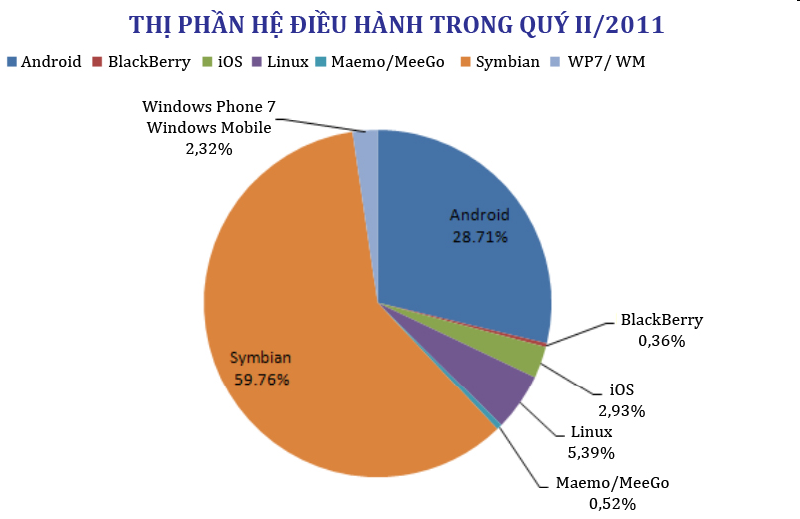 THỊ PHẦN HỆ ĐIỀU HÀNH TRONG QUÝ II/2011
Android BlackBerry iOS Linux Maemo/MeeGo Symbian WP7/ WM
Windows Phone 7
Windows Mobile
2,32%
Android
28.71%
BlackBerry
0,36%
Symbian
59.76%
iOS
2,93%
Linux
5,39%
Maemo/MeeGo
0,52%